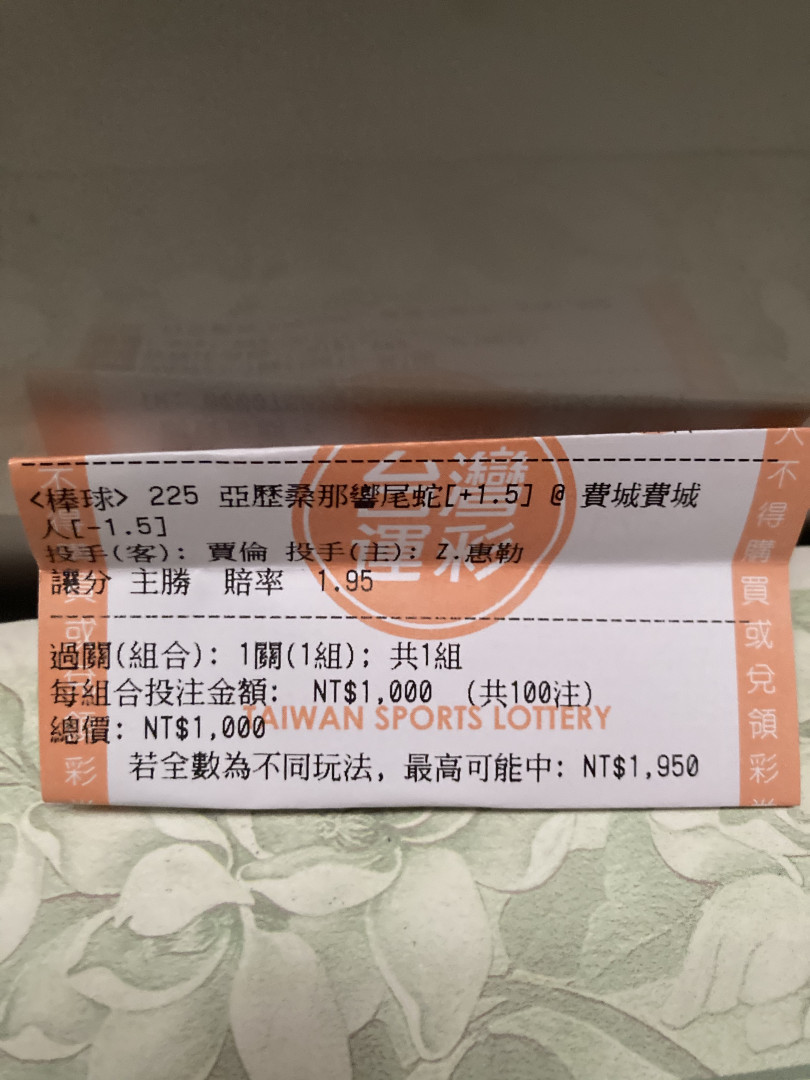 <棒球> 225 亞歷桑那響尾蛇[+1.5] @ 費城費城
人[-1.5]
投手(客): 賈倫 投手(主): Z.惠勒
讓分 主勝 賠率 1.95
過關(組合): 1關(1組); 共1組
每組合投注金額: NT$1,000 (共100注)
總價: NT$1,000
若全數為不同玩法, 最高可能中: NT$1,950
台灣
運彩
TAIWAN SPORTS LOTTERY
人不得購買或兌領彩